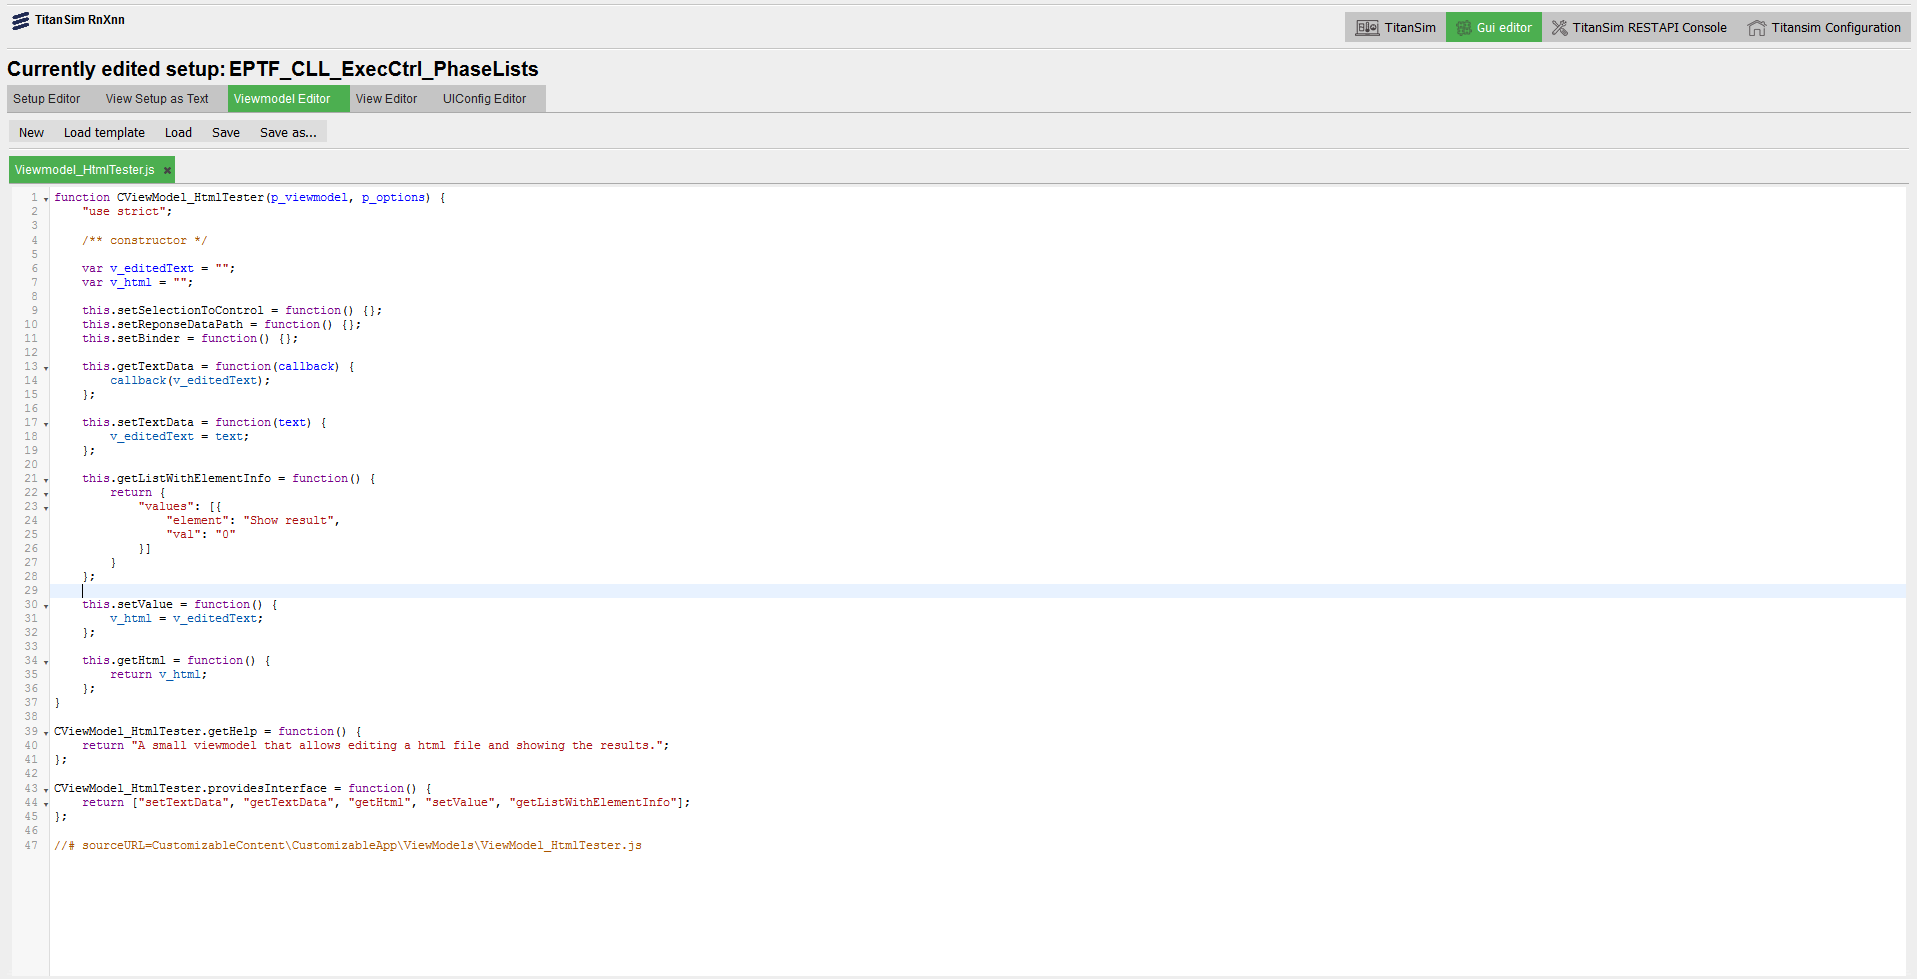 TitanSim RnXnn
TitanSim Gui editor TitanSim RESTAPI Console Titansim Configuration
Currently edited setup: EPTF_CLL_ExecCtrl_PhaseLists
Setup Editor View Setup as Text Viewmodel Editor View Editor UIConfig Editor
New Load template Load Save Save as...
Viewmodel_HtmlTester.js ×
1 function CViewModel_HtmlTester(p_viewmodel, p_options) {
2 "use strict";
3
4 /** constructor */
5
6 var v_editedText = "";
7 var v_html = "";
8
9 this.setSelectionToControl = function() {};
10 this.setReponseDataPath = function() {};
11 this.setBinder = function() {};
12
13 this.getTextData = function(callback) {
14 callback(v_editedText);
15 };
16
17 this.setTextData = function(text) {
18 v_editedText = text;
19 };
20
21 this.getListWithElementInfo = function() {
22 return {
23 "values": [{
24 "element": "Show result",
25 "val": "0"
26 }]
27 }
28 };
29
30 this.setValue = function() {
31 v_html = v_editedText;
32 };
33
34 this.getHtml = function() {
35 return v_html;
36 };
37 }
38
39 CViewModel_HtmlTester.getHelp = function() {
40 return "A small viewmodel that allows editing a html file and showing the results.";
41 };
42
43 CViewModel_HtmlTester.providesInterface = function() {
44 return ["setTextData", "getTextData", "getHtml", "setValue", "getListWithElementInfo"];
45 };
46
47 //# sourceURL=CustomizableContent\CustomizableApp\ViewModels\ViewModel_HtmlTester.js